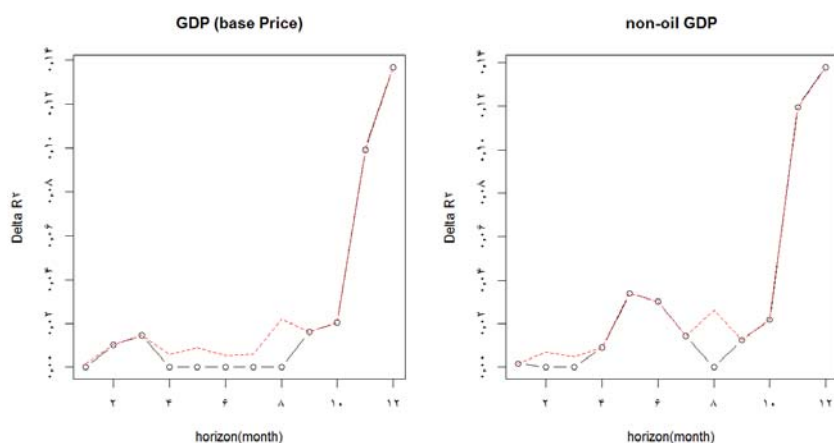 GDP (base Price)
Delta R۲
۰.۱۴
۰.۱۲
۰.۱۰
۰.۰۸
۰.۰۶
۰.۰۴
۰.۰۲
۰.۰۰
۲ ۴ ۶ ۸ ۱۰ ۱۲
horizon(month)
non-oil GDP
Delta R۲
۰.۱۴
۰.۱۲
۰.۱۰
۰.۰۸
۰.۰۶
۰.۰۴
۰.۰۲
۰.۰۰
۲ ۴ ۶ ۸ ۱۰ ۱۲
horizon(month)